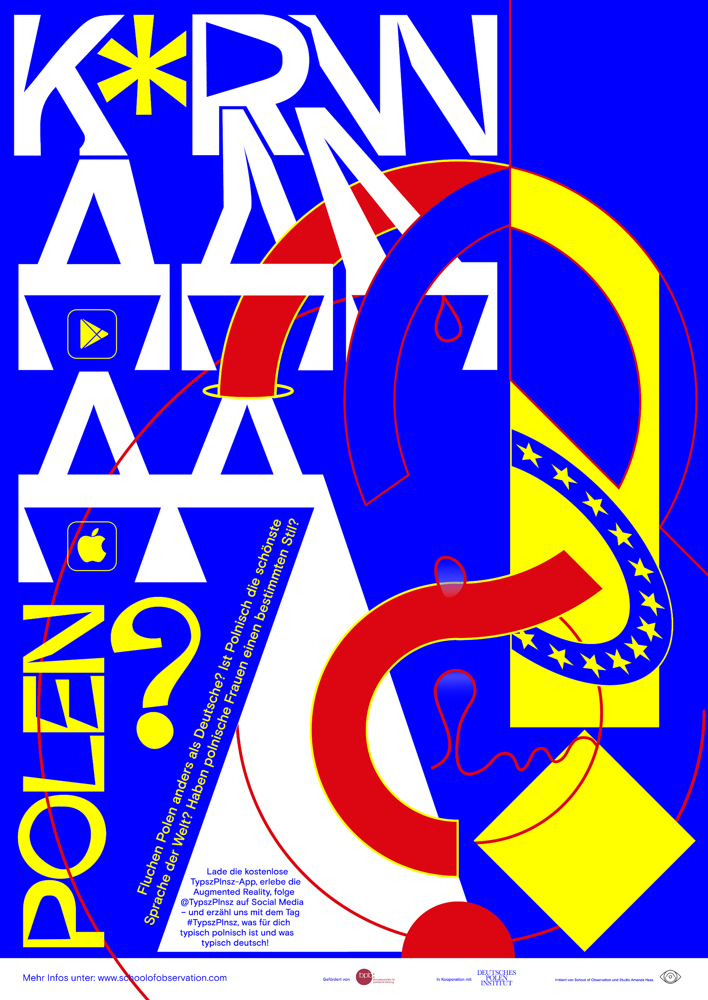 K*RW
AAA
AA
POLEN?
Fluchen Polen anders als Deutsche? Ist Polnisch die schönste
Sprache der Welt? Haben polnische Frauen einen bestimmten Stil?
Lade die kostenlose
TypszPlnsz-App, erlebe die
Augmented Reality, folge
@TypszPlnsz auf Social Media
– und erzähl uns mit dem Tag
#TypszPlnsz, was für dich
typisch polnisch ist und was
typisch deutsch!
Mehr Infos unter: www.schoolofobservation.com
Gefördert von
bpb:
Bundeszentrale für
politische Bildung
In Kooperation mit
DEUTSCHES
POLEN
INSTITUT
Initiiert von School of Observation und Studio Amanda Haas